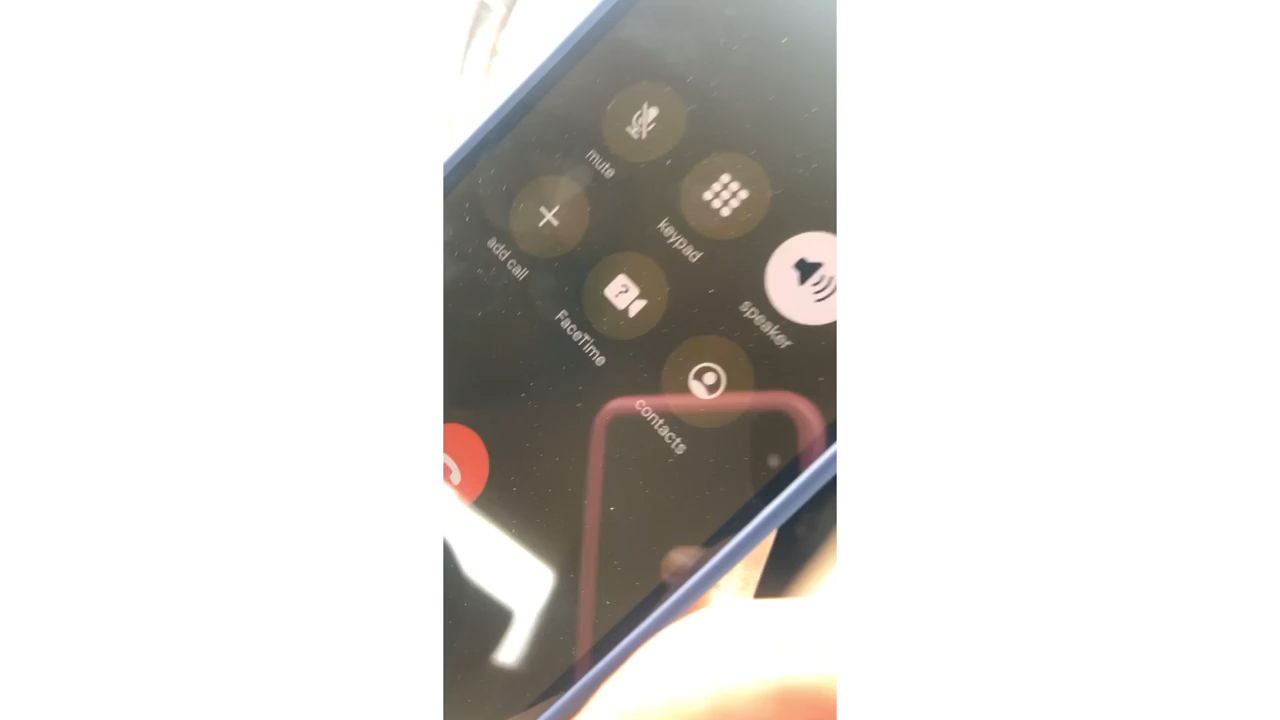 mute
keypad
speaker
add call
FaceTime
contacts